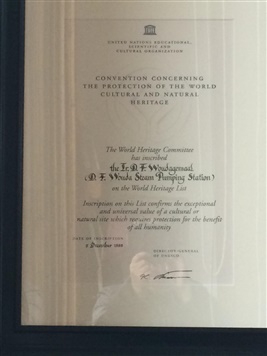 UNITED NATIONS EDUCATIONAL,
SCIENTIFIC AND
CULTURAL ORGANIZATION
CONVENTION CONCERNING
THE PROTECTION OF THE WORLD
CULTURAL AND NATURAL
HERITAGE
The World Heritage Committee
has inscribed
the Ir. D. F. Woudagemaal
(D. F. Wouda Steam Pumping Station)
on the World Heritage List
Inscription on this List confirms the exceptional
and universal value of a cultural or
natural site which requires protection for the benefit
of all humanity
DATE OF INSCRIPTION
5 December 1998
DIRECTOR-GENERAL
OF UNESCO